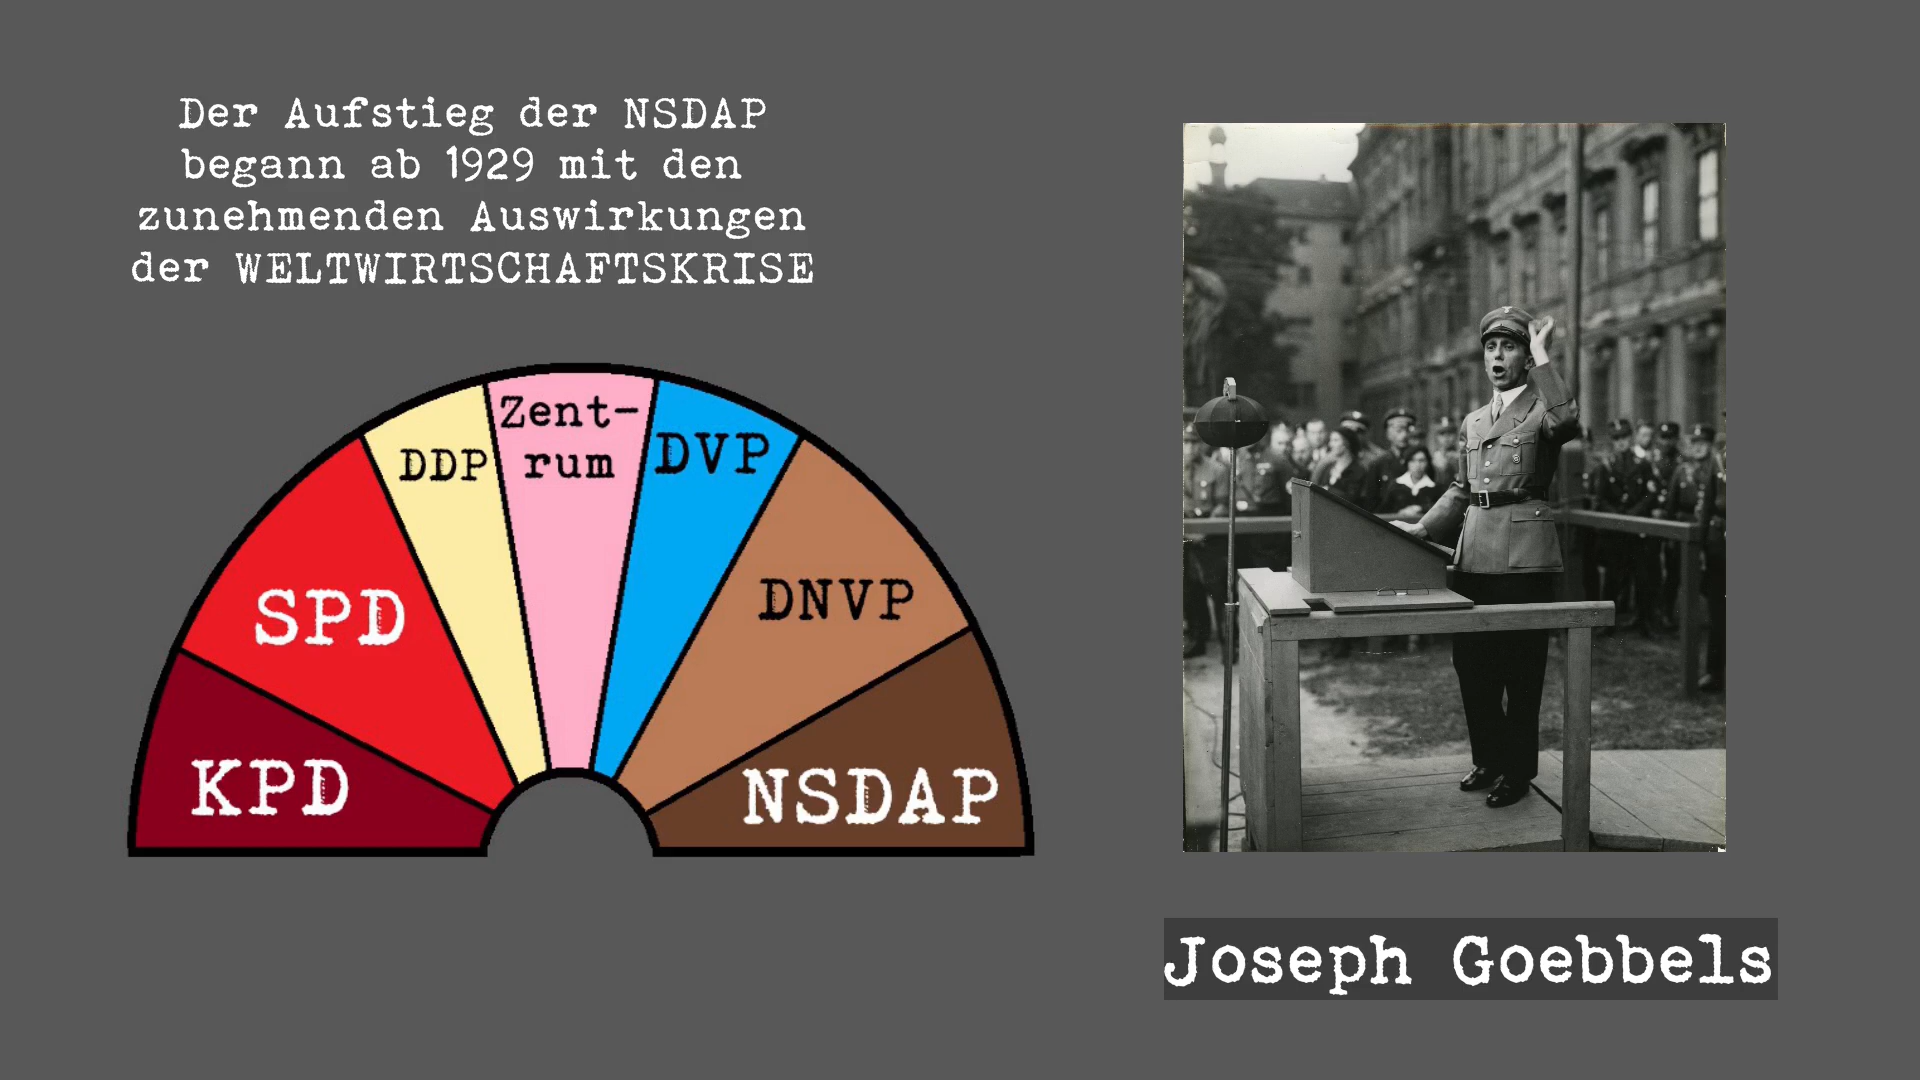 Der Aufstieg der NSDAP
begann ab 1929 mit den
zunehmenden Auswirkungen
der WELTWIRTSCHAFTSKRISE
KPD
SPD
DDP
Zent-
rum
DVP
DNVP
NSDAP
Joseph Goebbels